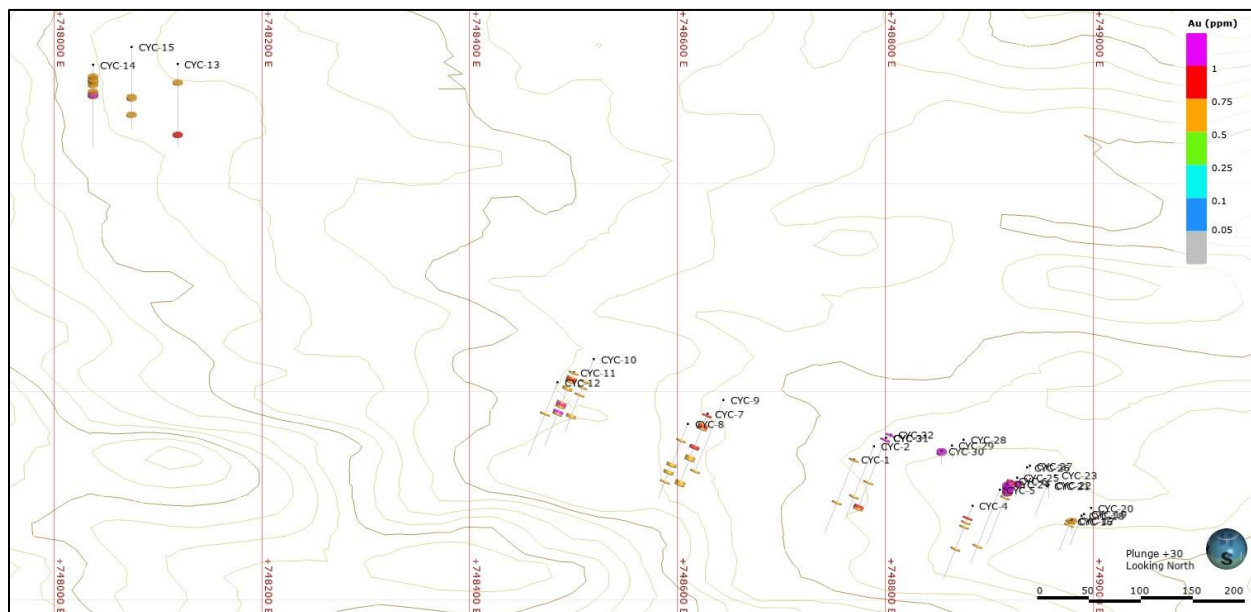 +748000 E
+748200 E
+748400 E
+748600 E
+748800 E
+749000 E
Au (ppm)
1
0.75
0.5
0.25
0.1
0.05
CYC-15
CYC-14
CYC-13
CYC-10
CYC-11
CYC-12
CYC-9
CYC-7
CYC-8
CYC-32
CYC-31
CYC-2
CYC-1
CYC-28
CYC-29
CYC-30
CYC-27
CYC-26
CYC-23
CYC-25
CYC-24
CYC-22
CYC-5
CYC-4
CYC-20
+748000 E
+748200 E
+748400 E
+748600 E
+748800 E
+749000 E
Plunge +30
Looking North
S
0
50
100
150
200